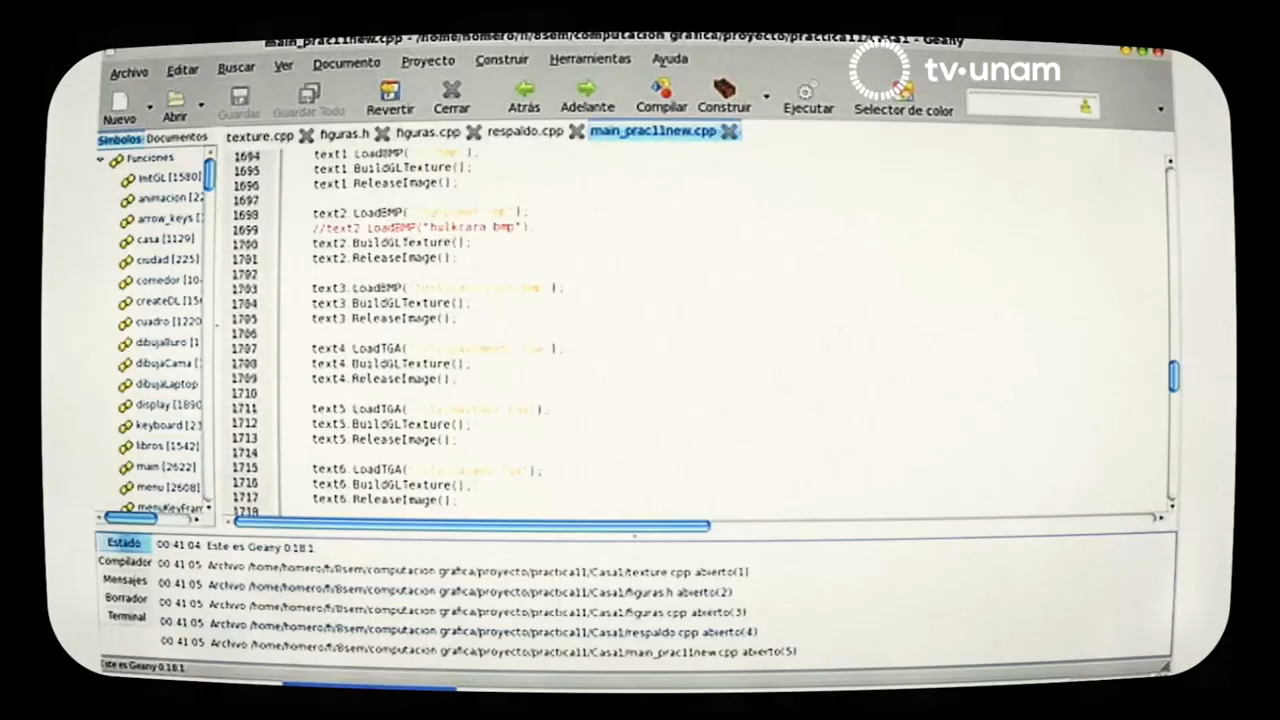 main_prac11new.cpp - /home/homero/fi/8sem/computacion grafica/proyecto/practica11/Casa1 - Geany
tv·unam
Archivo Editar Buscar Ver Documento Proyecto Construir Herramientas Ayuda
Nuevo Abrir Guardar Guardar Todo Revertir Cerrar Atrás Adelante Compilar Construir Ejecutar Selector de color
Símbolos Documentos
texture.cpp figuras.h figuras.cpp respaldo.cpp main_prac11new.cpp
Funciones
InitGL [1580]
animacion [22
arrow_keys [
casa [1129]
ciudad [225]
comedor [10
createDL [15
cuadro [1220
dibujaBuro [1
dibujaCama [
dibujaLaptop
display [1890
keyboard [23
libros [1542]
main [2622]
menu [2608]
menuKeyFram
1694 text1.LoadBMP(
1695 text1.BuildGLTexture();
1696 text1.ReleaseImage();
1697
1698 text2.LoadBMP( );
1699 //text2.LoadBMP("hulkcara.bmp");
1700 text2.BuildGLTexture();
1701 text2.ReleaseImage();
1702
1703 text3.LoadBMP( );
1704 text3.BuildGLTexture();
1705 text3.ReleaseImage();
1706
1707 text4.LoadTGA( );
1708 text4.BuildGLTexture();
1709 text4.ReleaseImage();
1710
1711 text5.LoadTGA( );
1712 text5.BuildGLTexture();
1713 text5.ReleaseImage();
1714
1715 text6.LoadTGA( );
1716 text6.BuildGLTexture();
1717 text6.ReleaseImage();
1718
Estado
Compilador
Mensajes
Borrador
Terminal
00:41:04: Este es Geany 0.18.1
00:41:05: Archivo /home/homero/fi/8sem/computacion grafica/proyecto/practica11/Casa1/texture.cpp abierto(1)
00:41:05: Archivo /home/homero/fi/8sem/computacion grafica/proyecto/practica11/Casa1/figuras.h abierto(2)
00:41:05: Archivo /home/homero/fi/8sem/computacion grafica/proyecto/practica11/Casa1/figuras.cpp abierto(3)
00:41:05: Archivo /home/homero/fi/8sem/computacion grafica/proyecto/practica11/Casa1/respaldo.cpp abierto(4)
00:41:05: Archivo /home/homero/fi/8sem/computacion grafica/proyecto/practica11/Casa1/main_prac11new.cpp abierto(5)
Este es Geany 0.18.1